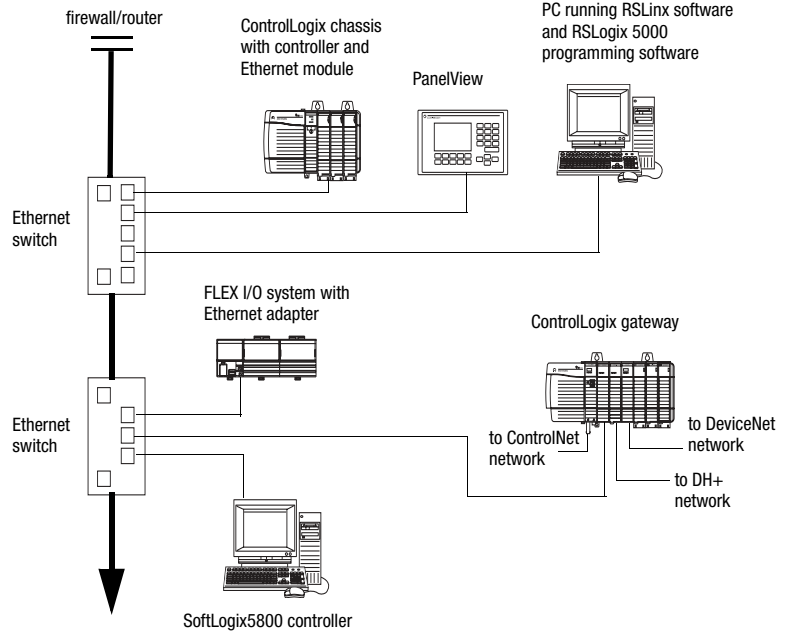 firewall/router
ControlLogix chassis
with controller and
Ethernet module
PanelView
PC running RSLinx software
and RSLogix 5000
programming software
Ethernet
switch
FLEX I/O system with
Ethernet adapter
ControlLogix gateway
Ethernet
switch
to ControlNet
network
to DeviceNet
network
to DH+
network
SoftLogix5800 controller